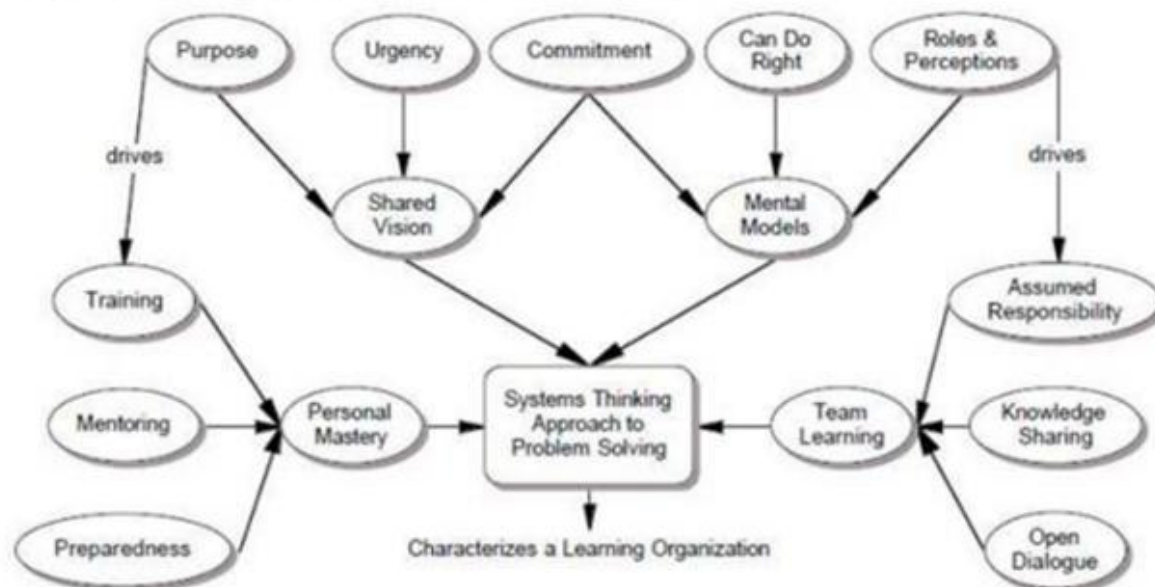 Purpose
Urgency
Commitment
Can Do
Right
Roles &
Perceptions
drives
drives
Shared
Vision
Mental
Models
Training
Assumed
Responsibility
Mentoring
Personal
Mastery
Systems Thinking
Approach to
Problem Solving
Team
Learning
Knowledge
Sharing
Preparedness
Characterizes a Learning Organization
Open
Dialogue